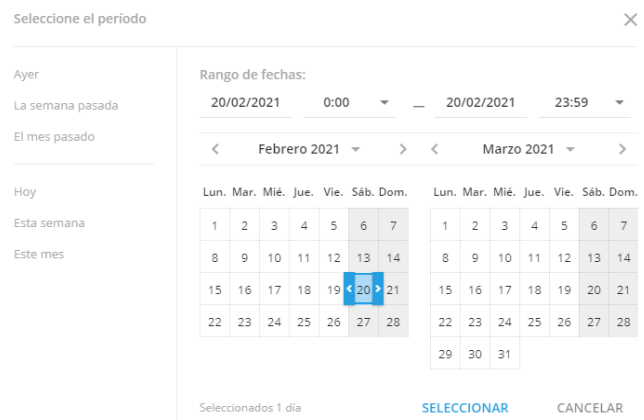 Seleccione el período
Ayer
La semana pasada
El mes pasado
Hoy
Esta semana
Este mes
Rango de fechas:
20/02/2021 0:00 — 20/02/2021 23:59
Febrero 2021
Lun. Mar. Mié. Jue. Vie. Sáb. Dom.
1 2 3 4 5 6 7
8 9 10 11 12 13 14
15 16 17 18 19 20 21
22 23 24 25 26 27 28
Marzo 2021
Lun. Mar. Mié. Jue. Vie. Sáb. Dom.
1 2 3 4 5 6 7
8 9 10 11 12 13 14
15 16 17 18 19 20 21
22 23 24 25 26 27 28
29 30 31
Seleccionados 1 día
SELECCIONAR
CANCELAR